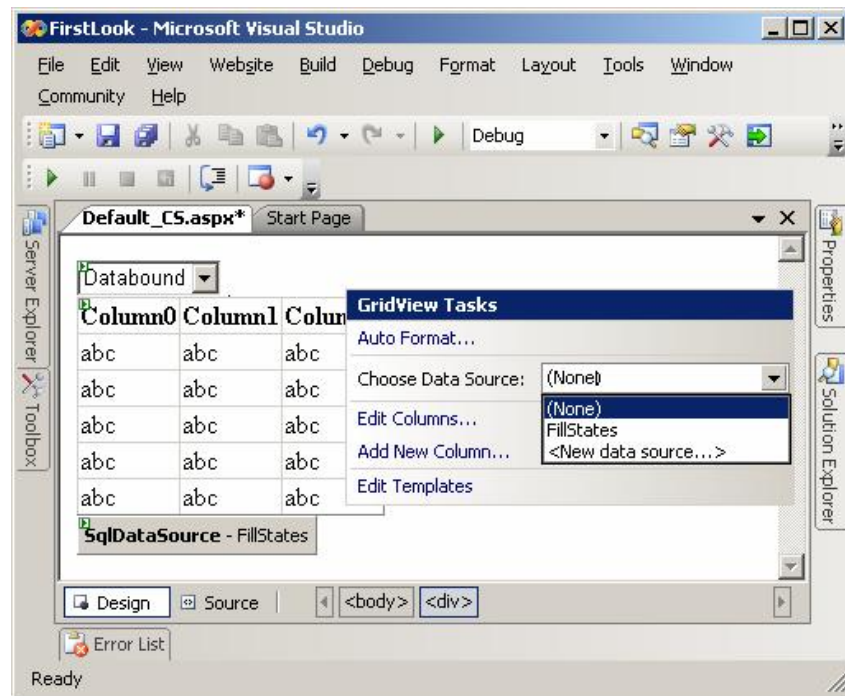 FirstLook - Microsoft Visual Studio
File Edit View Website Build Debug Format Layout Tools Window
Community Help
Debug
Default_CS.aspx* Start Page
Server Explorer
Toolbox
Properties
Solution Explorer
Databound
Column0 Column1 Colum
abc abc abc
abc abc abc
abc abc abc
abc abc abc
abc abc abc
SqlDataSource - FillStates
GridView Tasks
Auto Format...
Choose Data Source: (None)
(None)
FillStates
<New data source...>
Edit Columns...
Add New Column...
Edit Templates
Design Source <body> <div>
Error List
Ready